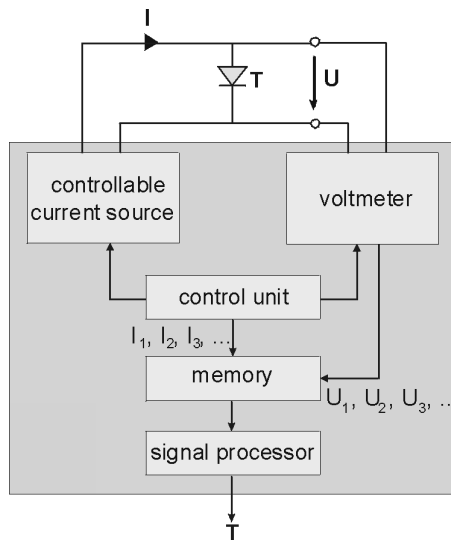 I
T
U
controllable
current source
voltmeter
control unit
I₁, I₂, I₃, ...
memory
U₁, U₂, U₃, ..
signal processor
T